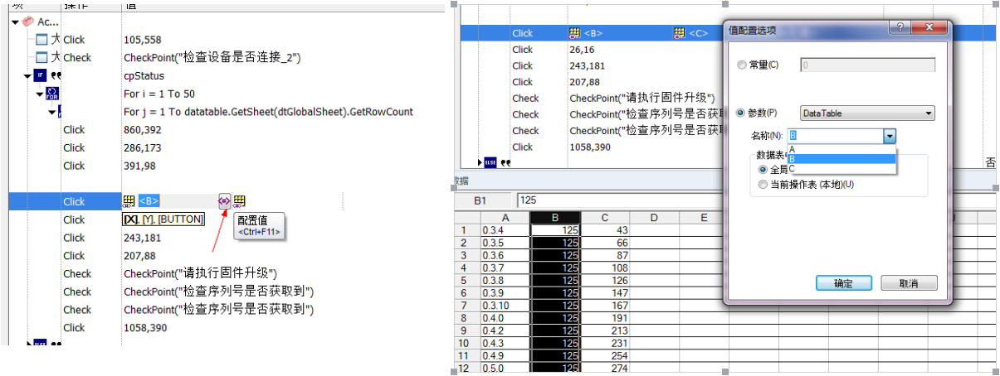 项 操作 值
Ac...
Click 105,558
Check CheckPoint("检查设备是否连接_2")
IF cpStatus
FOR For i = 1 To 50
For j = 1 To datatable.GetSheet(dtGlobalSheet).GetRowCount
Click 860,392
Click 286,173
Click 391,98
Click <B>
Click [X], [Y], [BUTTON]
配置值
<Ctrl+F11>
Click 243,181
Click 207,88
Check CheckPoint("请执行固件升级")
Check CheckPoint("检查序列号是否获取到")
Check CheckPoint("检查序列号是否获取到")
Click 1058,390
Click <B> <C>
Click 26,16
Click 243,181
Click 207,88
Check CheckPoint("请执行固件升级")
Check CheckPoint("检查序列号是否获取
Check CheckPoint("检查序列号是否获取
Click 1058,390
ELSE 否
数据
B1 125
A B C D E
1 0.3.4 125 43
2 0.3.5 125 66
3 0.3.6 125 87
4 0.3.7 125 108
5 0.3.8 125 126
6 0.3.9 125 147
7 0.3.10 125 167
8 0.4.0 125 191
9 0.4.2 125 213
10 0.4.3 125 231
11 0.4.9 125 254
12 0.5.0 125 274
值配置选项
常量(C) 0
参数(P) DataTable
名称(N): B
A
B
C
数据表
全局
当前操作表 (本地)(U)
确定 取消